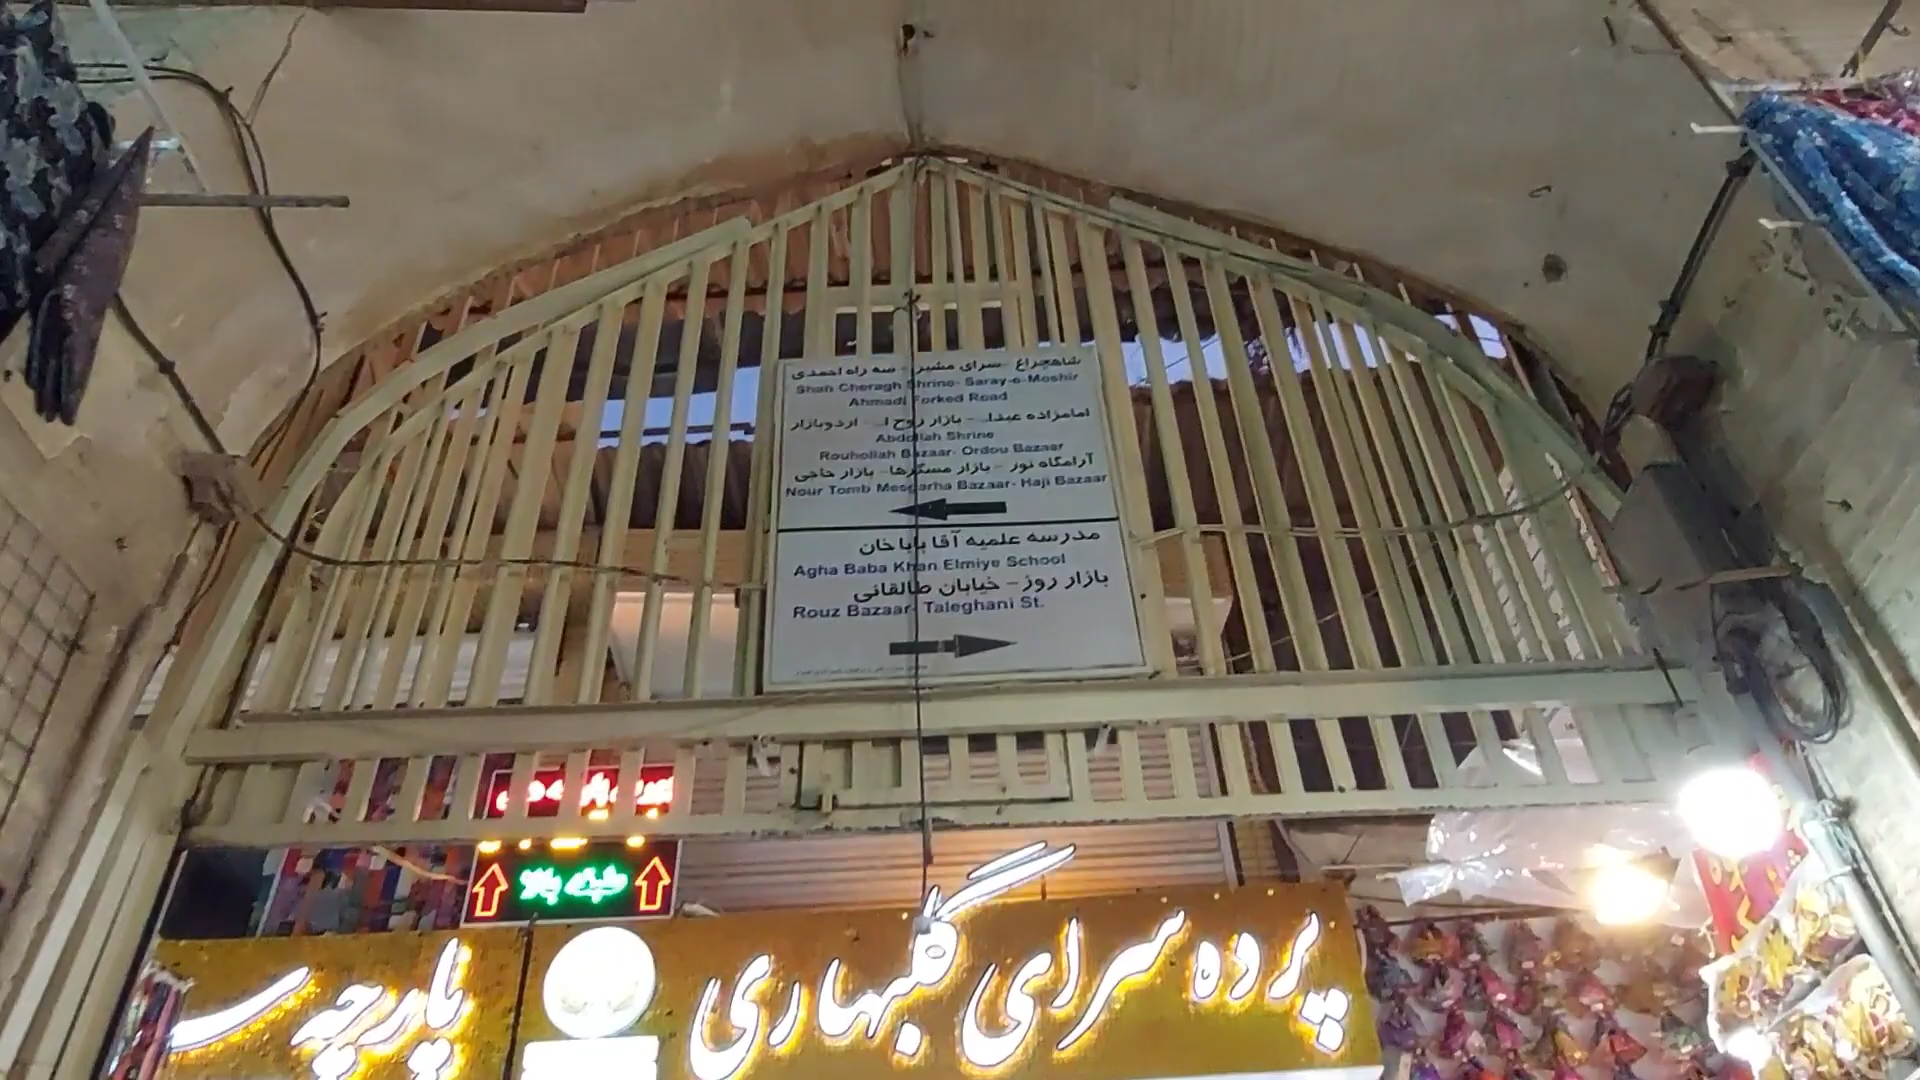 شاهچراغ - سرای مشیر - سه راه احمدی
Shah Cheragh Shrine- Saray-e-Moshir
Ahmadi Forked Road
امامزاده عبدا... - بازار روح ا... - اردوبازار
Abdollah Shrine
Rouhollah Bazaar- Ordou Bazaar
آرامگاه نور - بازار مسگرها- بازار حاجی
Nour Tomb Mesgarha Bazaar- Haji Bazaar
مدرسه علمیه آقا باباخان
Agha Baba Khan Elmiye School
بازار روز- خیابان طالقانی
Rouz Bazaar- Taleghani St.
طبقه بالا
پرده سرای گلبهاری
پارچه